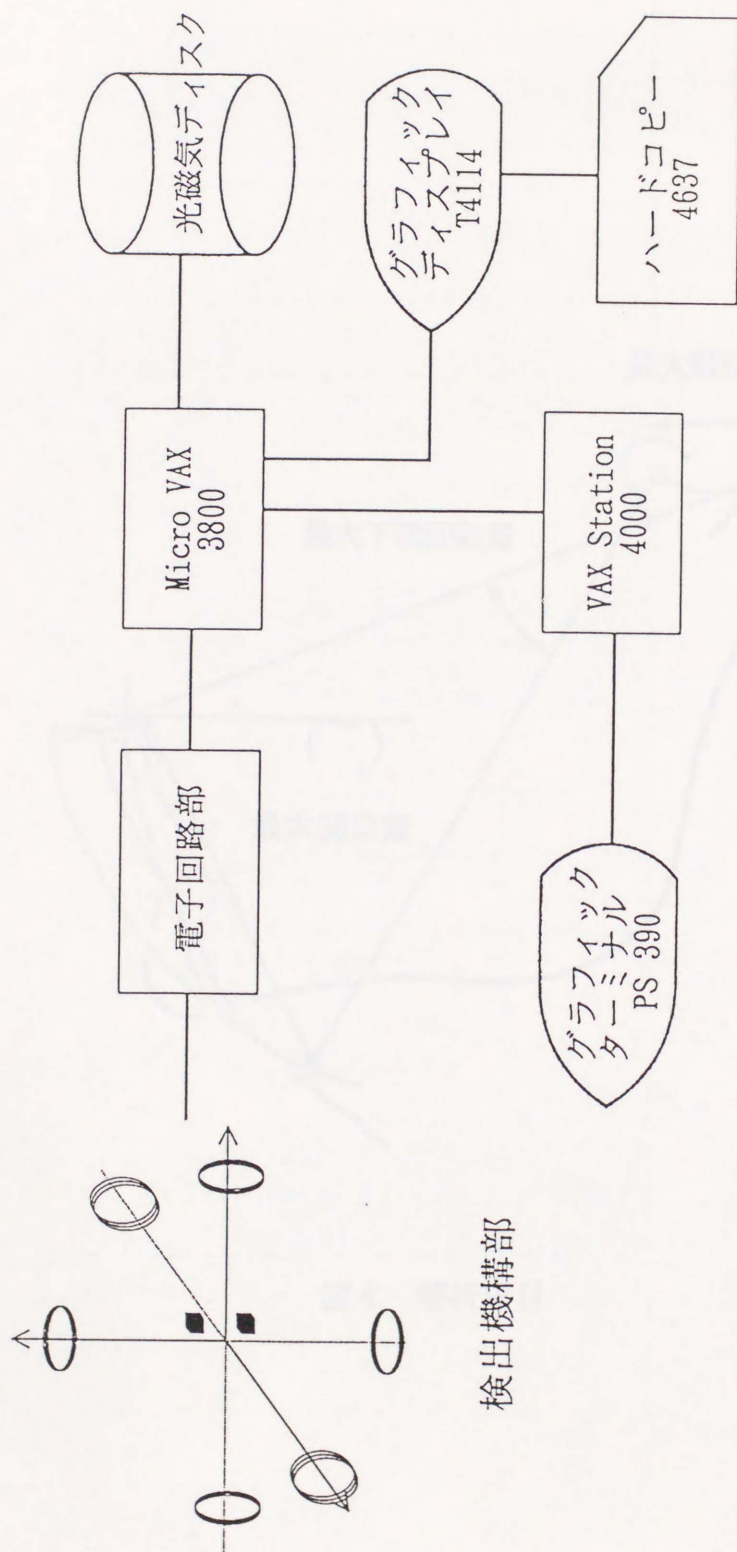 検出機構部
電子回路部
Micro VAX
3800
光磁気ディスク
グラフィック
ディスプレイ
T4114
ハードコピー
4637
VAX Station
4000
グラフィック
ターミナル
PS 390